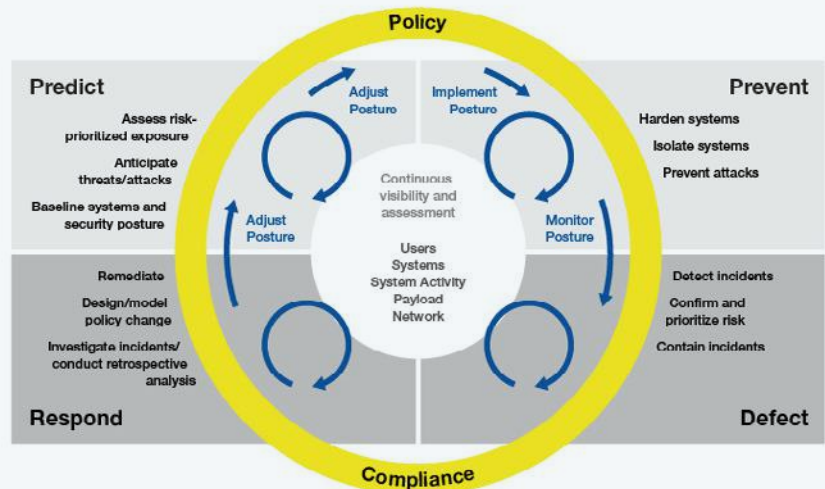 Policy
Predict
Assess risk-
prioritized exposure
Anticipate
threats/attacks
Baseline systems and
security posture
Adjust
Posture
Implement
Posture
Prevent
Harden systems
Isolate systems
Prevent attacks
Continuous
visibility and
assessment
Users
Systems
System Activity
Payload
Network
Adjust
Posture
Monitor
Posture
Remediate
Design/model
policy change
Investigate incidents/
conduct retrospective
analysis
Respond
Detect incidents
Confirm and
prioritize risk
Contain incidents
Defect
Compliance